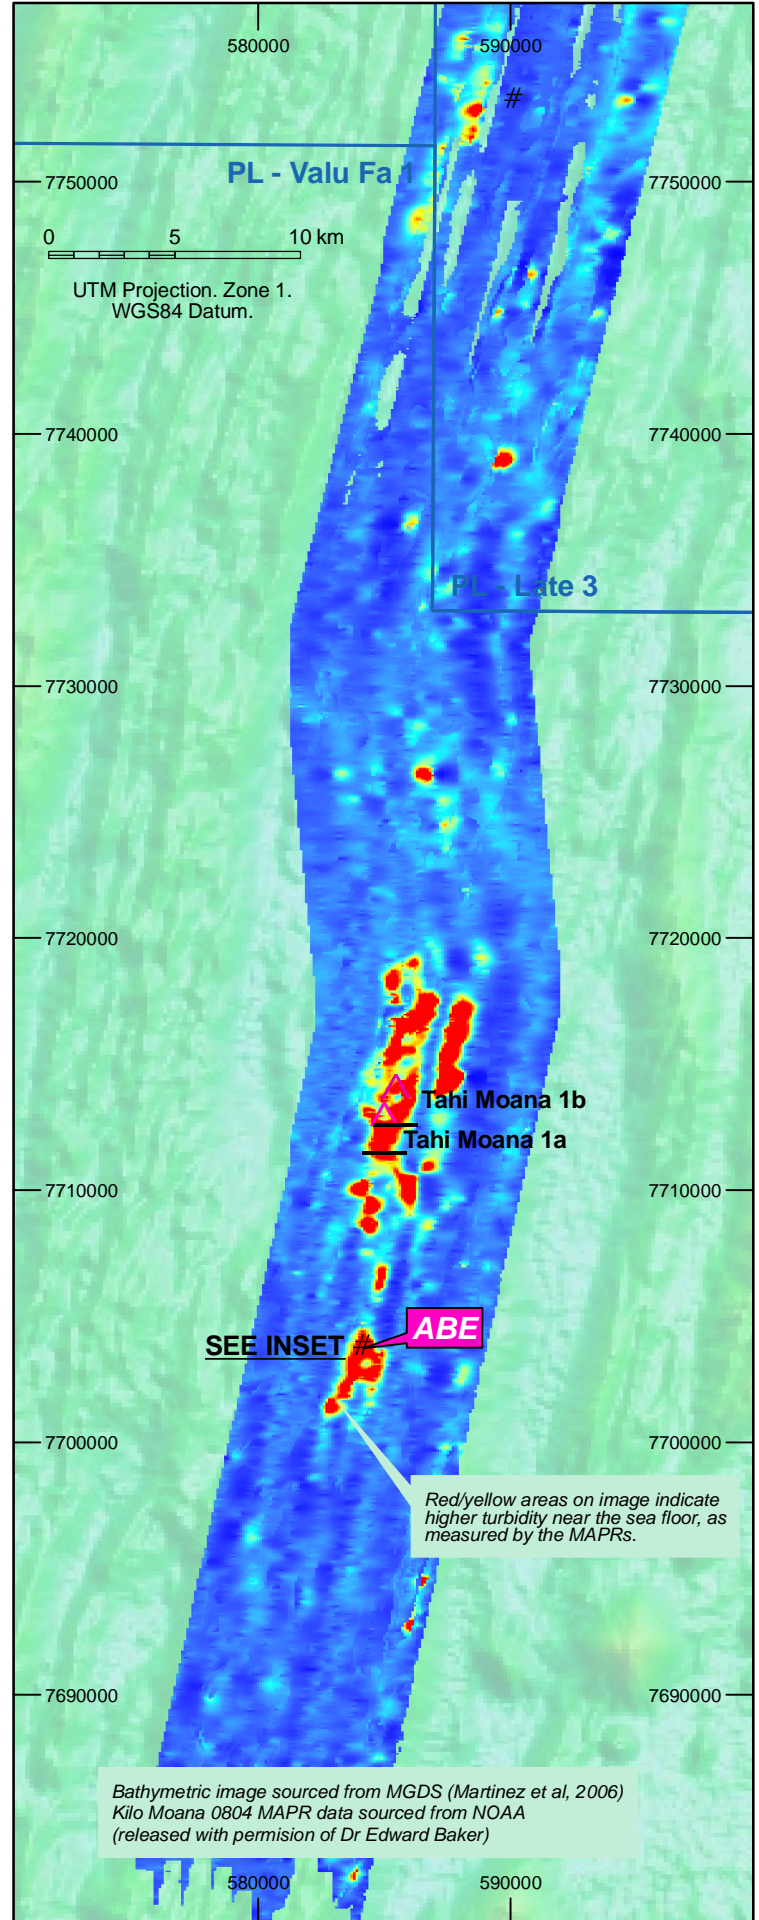 580000
590000
#
7750000
PL - Valu Fa 1
7750000
0 5 10 km
UTM Projection. Zone 1.
WGS84 Datum.
7740000
7740000
PL - Late 3
7730000
7730000
7720000
7720000
Tahi Moana 1b
Tahi Moana 1a
7710000
7710000
ABE
SEE INSET #
7700000
7700000
Red/yellow areas on image indicate
higher turbidity near the sea floor, as
measured by the MAPRs.
7690000
7690000
Bathymetric image sourced from MGDS (Martinez et al, 2006)
Kilo Moana 0804 MAPR data sourced from NOAA
(released with permision of Dr Edward Baker)
580000
590000